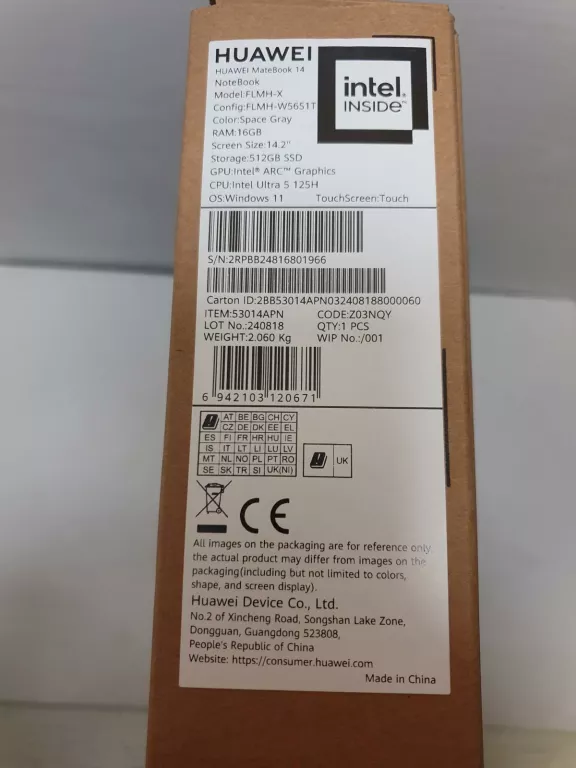 HUAWEI
HUAWEI MateBook 14
NoteBook
Model:FLMH-X
Config:FLMH-W5651T
Color:Space Gray
RAM:16GB
Screen Size:14.2"
Storage:512GB SSD
GPU:Intel® ARC™ Graphics
CPU:Intel Ultra 5 125H
OS:Windows 11 TouchScreen:Touch
intel®
INSIDE™
S/N:2RPBB24816801966
Carton ID:2BB53014APN032408188000060
ITEM:53014APN CODE:Z03NQY
LOT No.:240818 QTY:1 PCS
WEIGHT:2.060 Kg WIP No.:/001
6 942103 120671
AT BE BG CH CY
CZ DE DK EE EL
ES FI FR HR HU IE
IS IT LT LI LU LV
MT NL NO PL PT RO
SE SK TR SI UK(NI)
UK
CE
All images on the packaging are for reference only,
the actual product may differ from images on the
packaging(including but not limited to colors,
shape, and screen display).
Huawei Device Co., Ltd.
No.2 of Xincheng Road, Songshan Lake Zone,
Dongguan, Guangdong 523808,
People's Republic of China
Website: https://consumer.huawei.com
Made in China